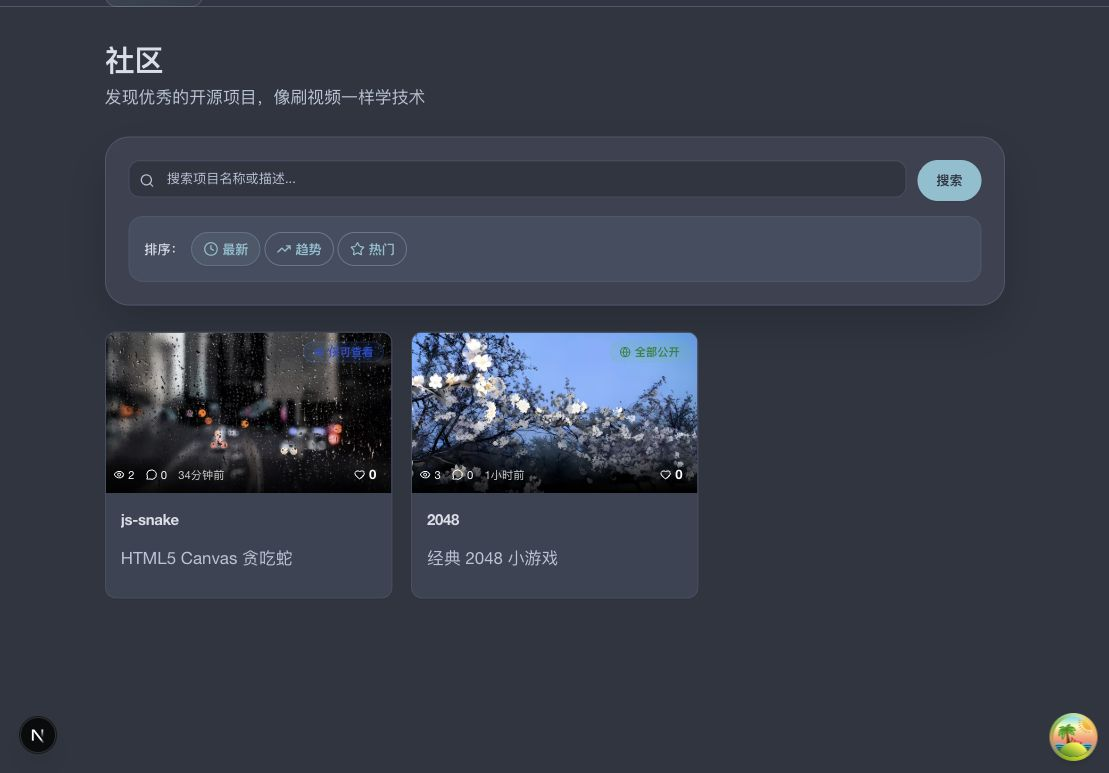 社区
发现优秀的开源项目，像刷视频一样学技术
搜索项目名称或描述...
搜索
排序：
最新
趋势
热门
仅可查看
2 0 34分钟前 0
js-snake
HTML5 Canvas 贪吃蛇
全部公开
3 0 1小时前 0
2048
经典 2048 小游戏
N